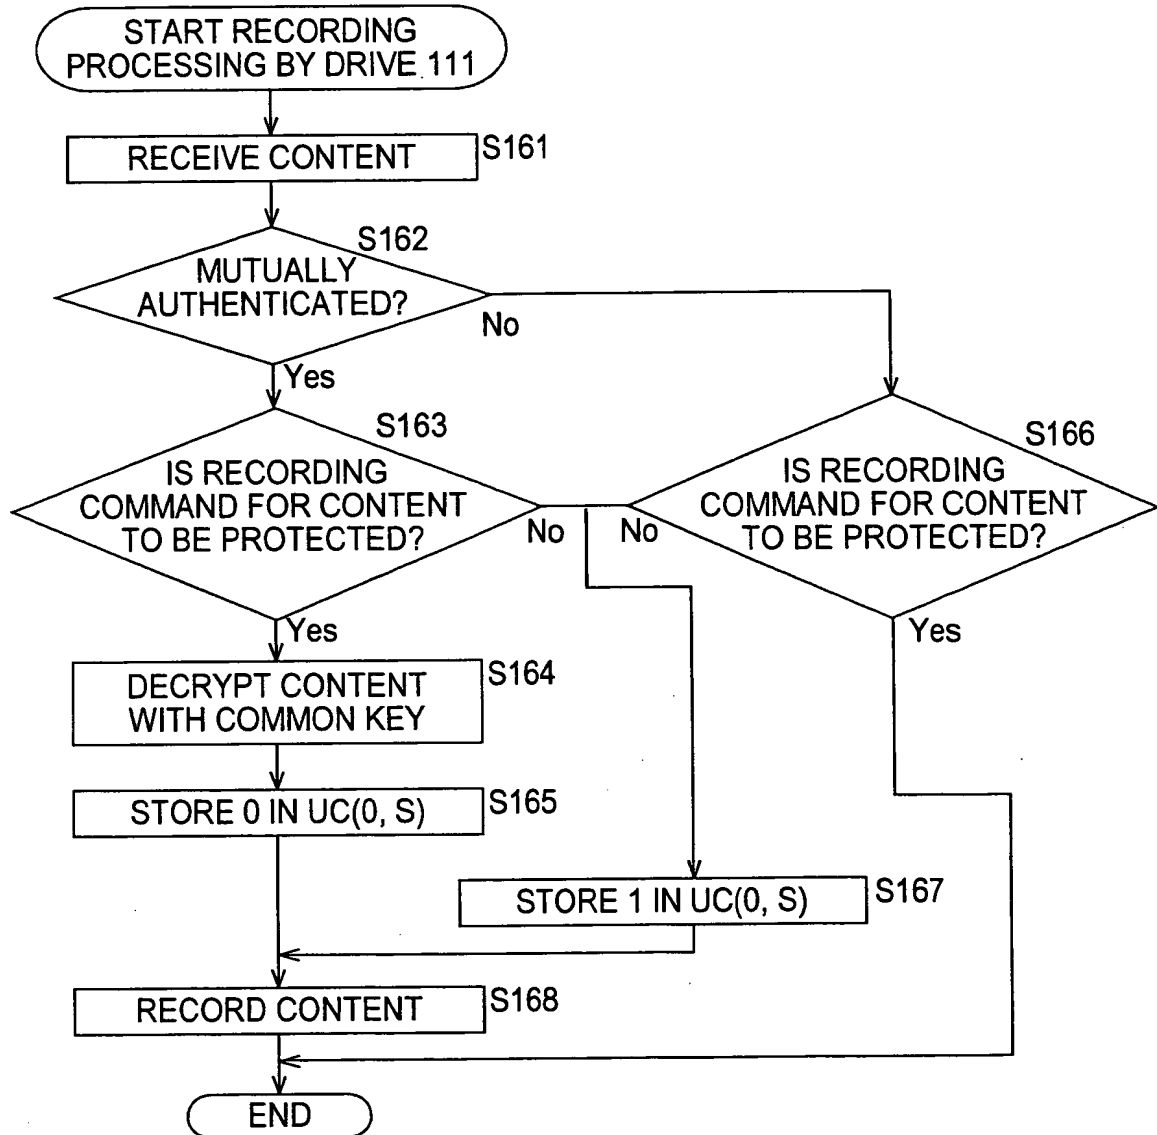 START RECORDING
PROCESSING BY DRIVE 111
RECEIVE CONTENT
S161
S162
MUTUALLY
AUTHENTICATED?
No
Yes
S163
IS RECORDING
COMMAND FOR CONTENT
TO BE PROTECTED?
No
Yes
S166
IS RECORDING
COMMAND FOR CONTENT
TO BE PROTECTED?
No
Yes
DECRYPT CONTENT
WITH COMMON KEY
S164
STORE 0 IN UC(0, S)
S165
STORE 1 IN UC(0, S)
S167
RECORD CONTENT
S168
END